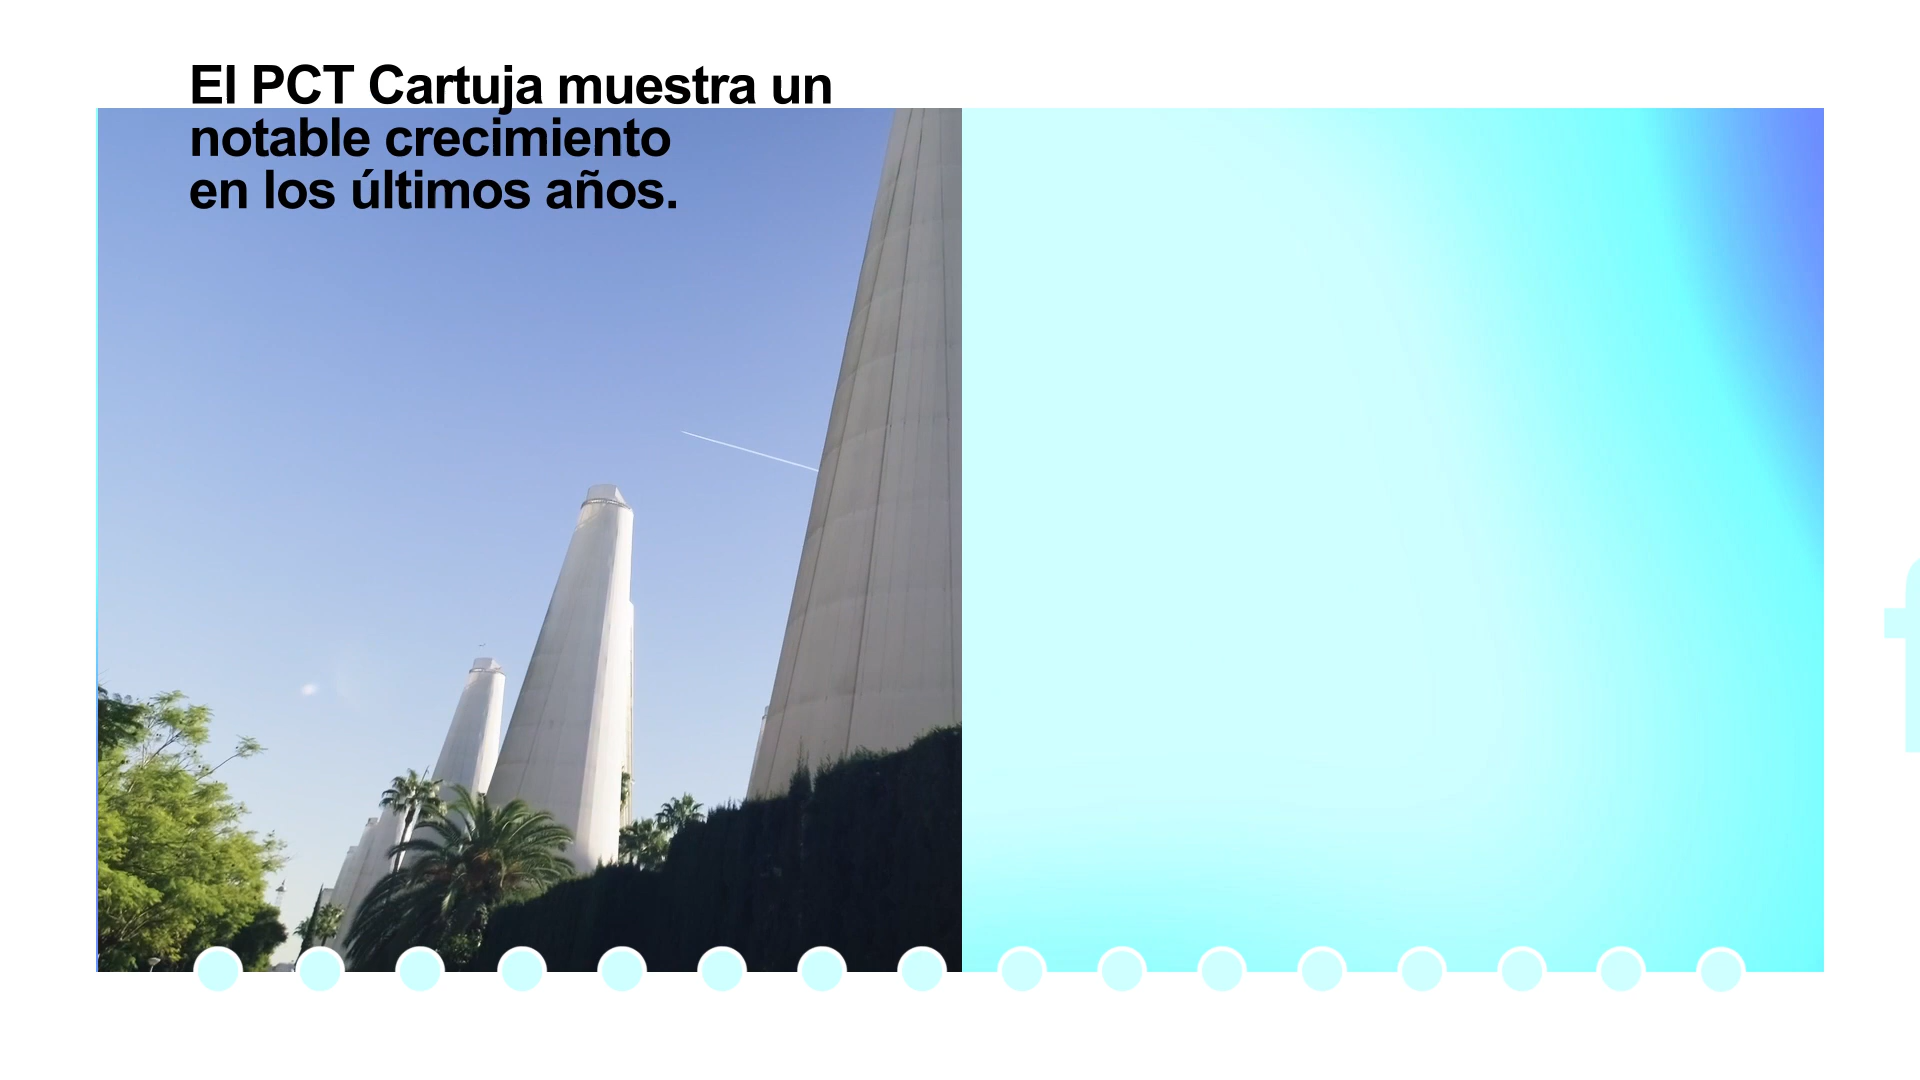 El PCT Cartuja muestra un
notable crecimiento
en los últimos años.
f